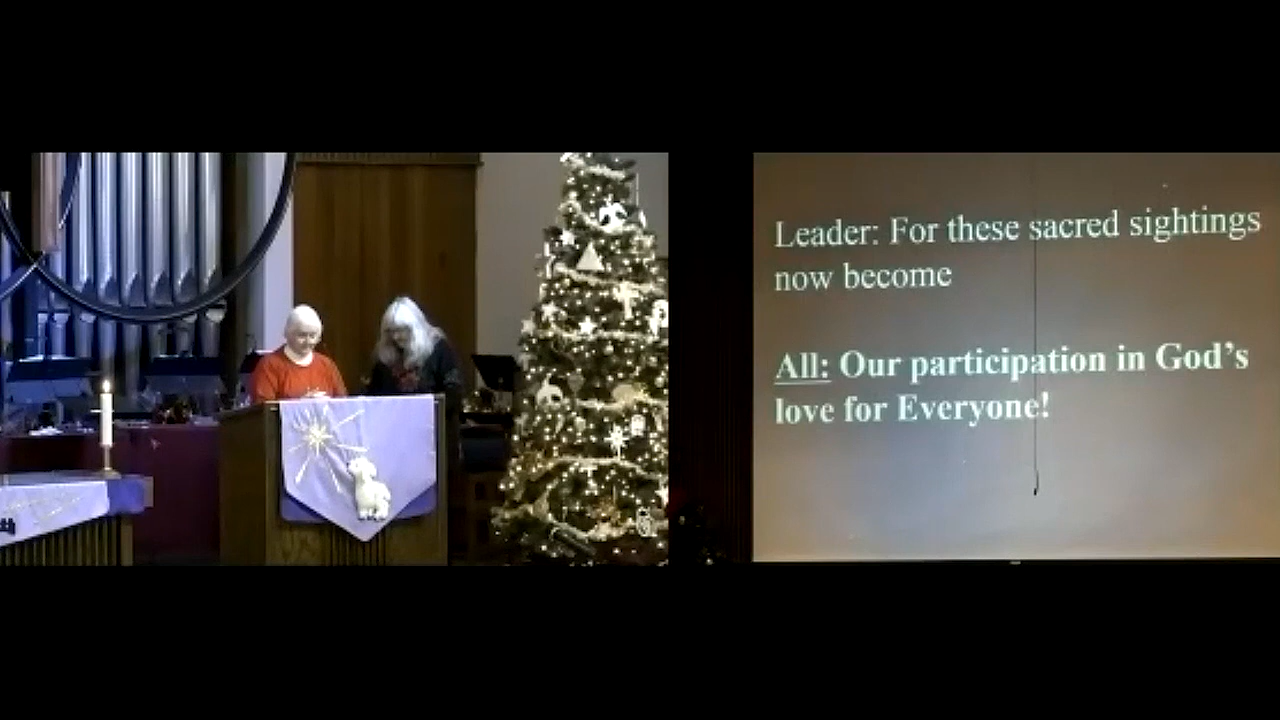 Leader: For these sacred sightings
now become
All: Our participation in God's
love for Everyone!